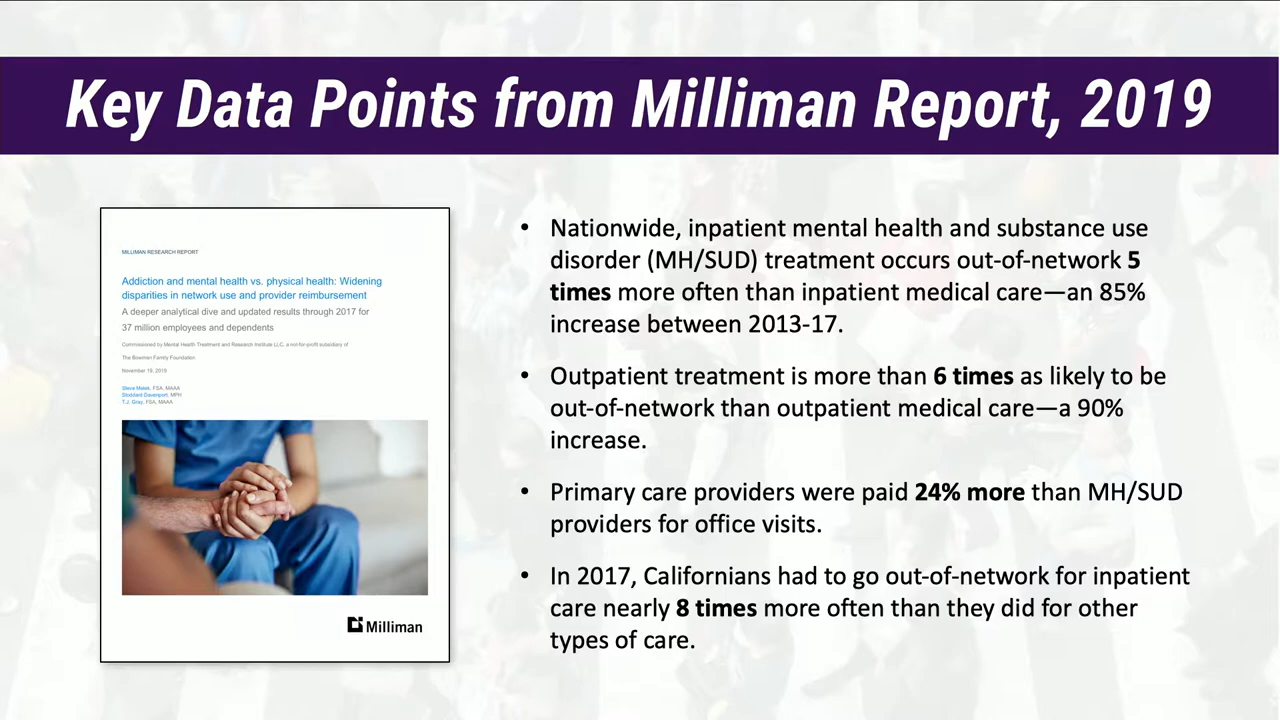 Key Data Points from Milliman Report, 2019
MILLIMAN RESEARCH REPORT
Addiction and mental health vs. physical health: Widening
disparities in network use and provider reimbursement
A deeper analytical dive and updated results through 2017 for
37 million employees and dependents
Commissioned by Mental Health Treatment and Research Institute LLC, a not-for-profit subsidiary of
The Bowman Family Foundation
November 19, 2019
Steve Melek, FSA, MAAA
Stoddard Davenport, MPH
T.J. Gray, FSA, MAAA
Milliman
• Nationwide, inpatient mental health and substance use
disorder (MH/SUD) treatment occurs out-of-network 5
times more often than inpatient medical care—an 85%
increase between 2013-17.
• Outpatient treatment is more than 6 times as likely to be
out-of-network than outpatient medical care—a 90%
increase.
• Primary care providers were paid 24% more than MH/SUD
providers for office visits.
• In 2017, Californians had to go out-of-network for inpatient
care nearly 8 times more often than they did for other
types of care.